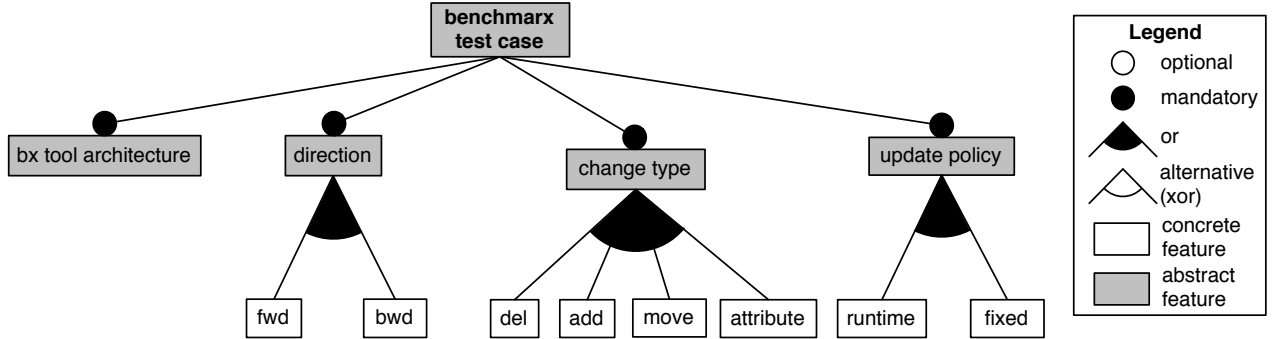 benchmarx
test case
bx tool architecture
direction
change type
update policy
fwd
bwd
del
add
move
attribute
runtime
fixed
Legend
optional
mandatory
or
alternative
(xor)
concrete
feature
abstract
feature